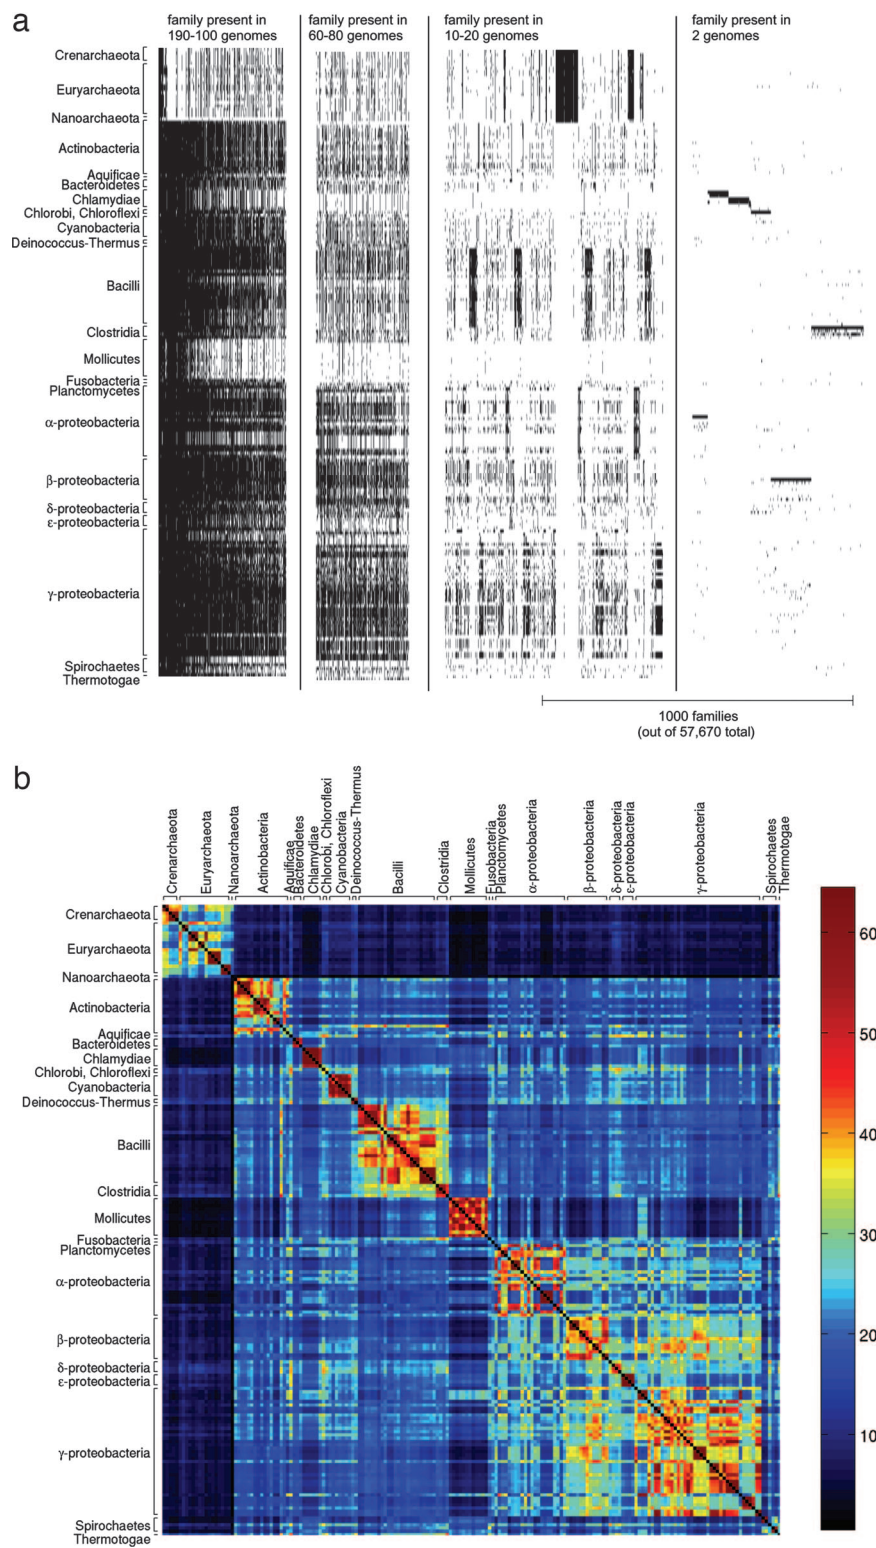 a
family present in
190-100 genomes
family present in
60-80 genomes
family present in
10-20 genomes
family present in
2 genomes
Crenarchaeota
Euryarchaeota
Nanoarchaeota
Actinobacteria
Aquificae
Bacteroidetes
Chlamydiae
Chlorobi, Chloroflexi
Cyanobacteria
Deinococcus-Thermus
Bacilli
Clostridia
Mollicutes
Fusobacteria
Planctomycetes
α-proteobacteria
β-proteobacteria
δ-proteobacteria
ε-proteobacteria
γ-proteobacteria
Spirochaetes
Thermotogae
1000 families
(out of 57,670 total)
b
Crenarchaeota
Euryarchaeota
Nanoarchaeota
Actinobacteria
Aquificae
Bacteroidetes
Chlamydiae
Chlorobi, Chloroflexi
Cyanobacteria
Deinococcus-Thermus
Bacilli
Clostridia
Mollicutes
Fusobacteria
Planctomycetes
α-proteobacteria
β-proteobacteria
δ-proteobacteria
ε-proteobacteria
γ-proteobacteria
Spirochaetes
Thermotogae
Crenarchaeota
Euryarchaeota
Nanoarchaeota
Actinobacteria
Aquificae
Bacteroidetes
Chlamydiae
Chlorobi, Chloroflexi
Cyanobacteria
Deinococcus-Thermus
Bacilli
Clostridia
Mollicutes
Fusobacteria
Planctomycetes
α-proteobacteria
β-proteobacteria
δ-proteobacteria
ε-proteobacteria
γ-proteobacteria
Spirochaetes
Thermotogae
60
50
40
30
20
10